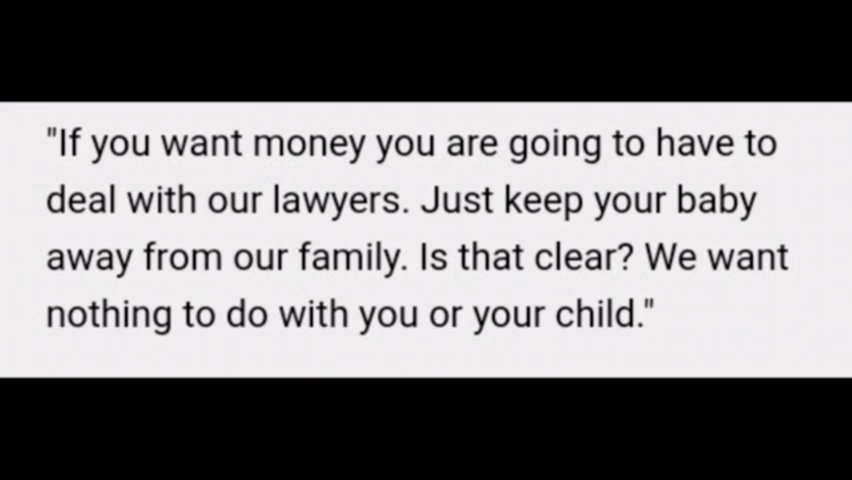 "If you want money you are going to have to
deal with our lawyers. Just keep your baby
away from our family. Is that clear? We want
nothing to do with you or your child."